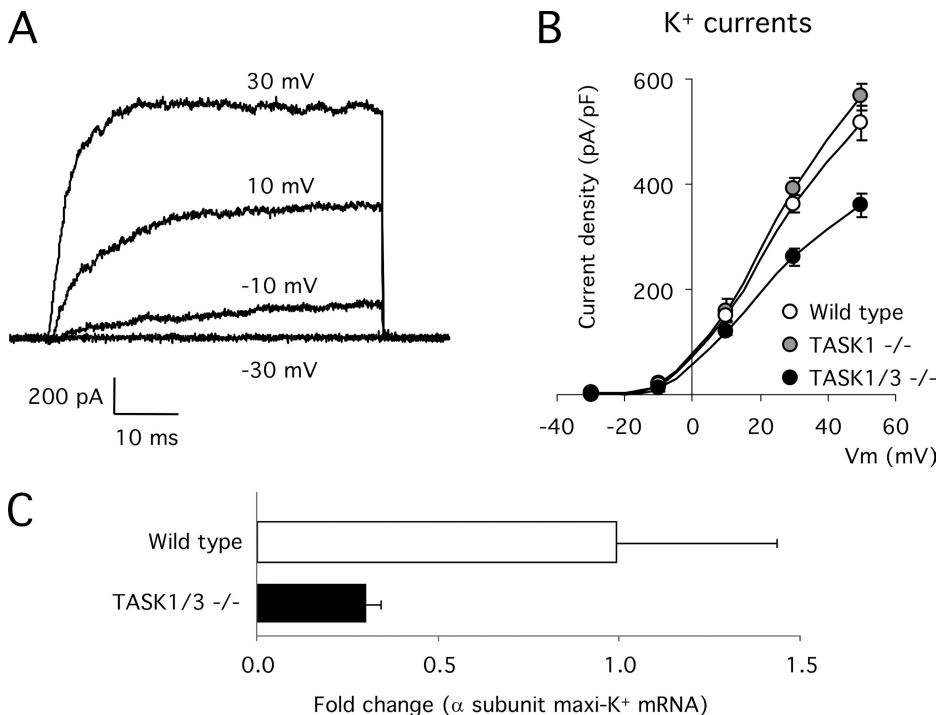 A
30 mV
10 mV
-10 mV
-30 mV
200 pA
10 ms
B
K⁺ currents
Current density (pA/pF)
600
400
200
Wild type
TASK1 -/-
TASK1/3 -/-
-40
-20
0
20
40
60
Vm (mV)
C
Wild type
TASK1/3 -/-
0.0
0.5
1.0
1.5
Fold change (α subunit maxi-K⁺ mRNA)